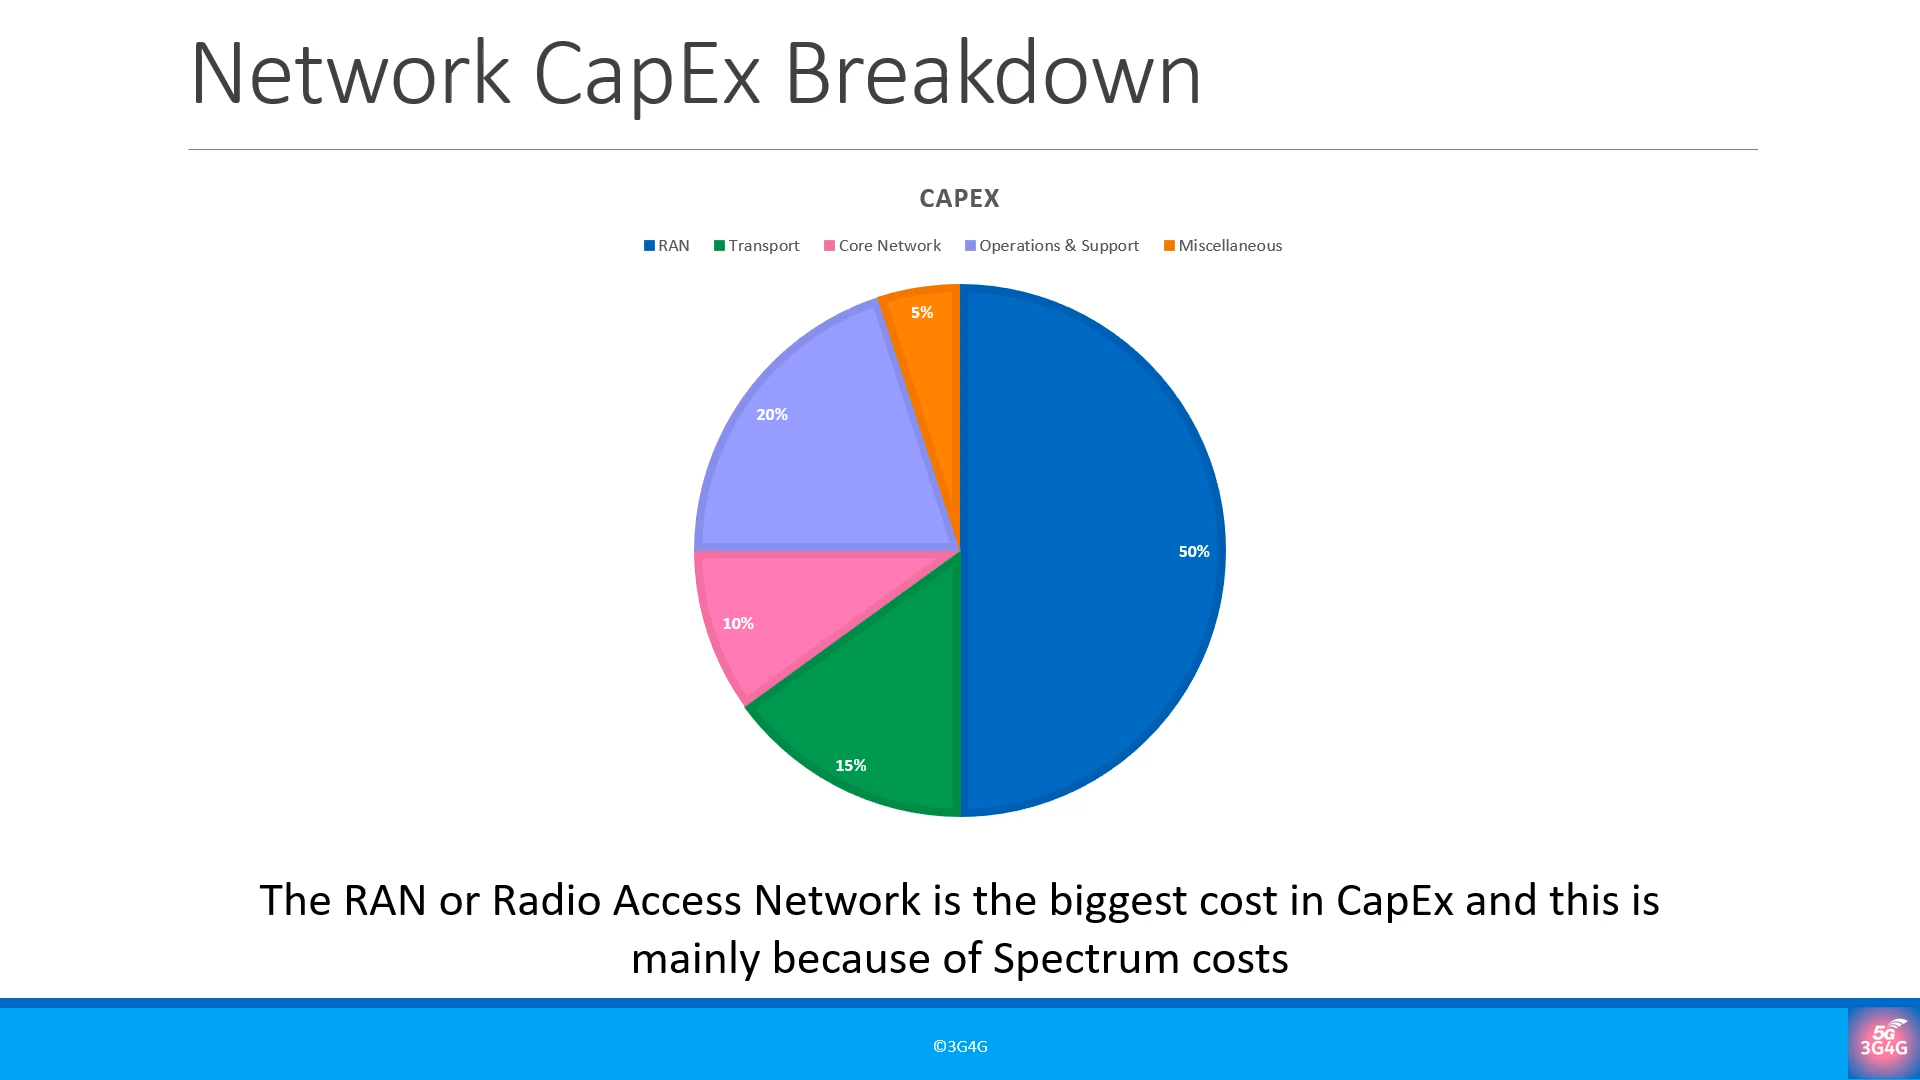 Network CapEx Breakdown
CAPEX
RAN Transport Core Network Operations & Support Miscellaneous
5%
20%
50%
10%
15%
The RAN or Radio Access Network is the biggest cost in CapEx and this is
mainly because of Spectrum costs
©3G4G
5G
3G4G